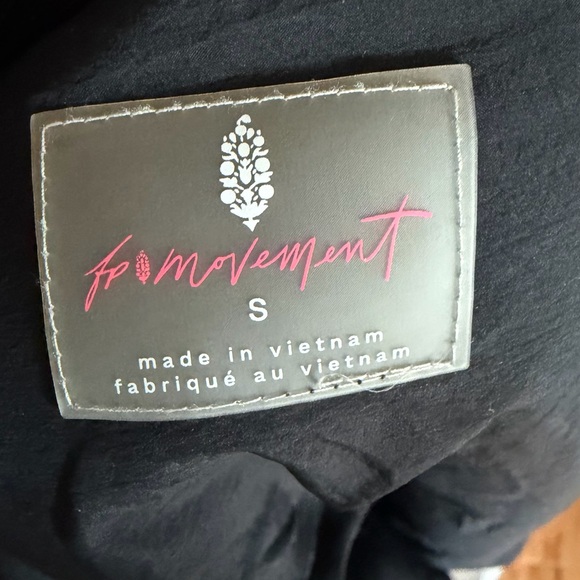 fp movement
S
made in vietnam
fabriqué au vietnam